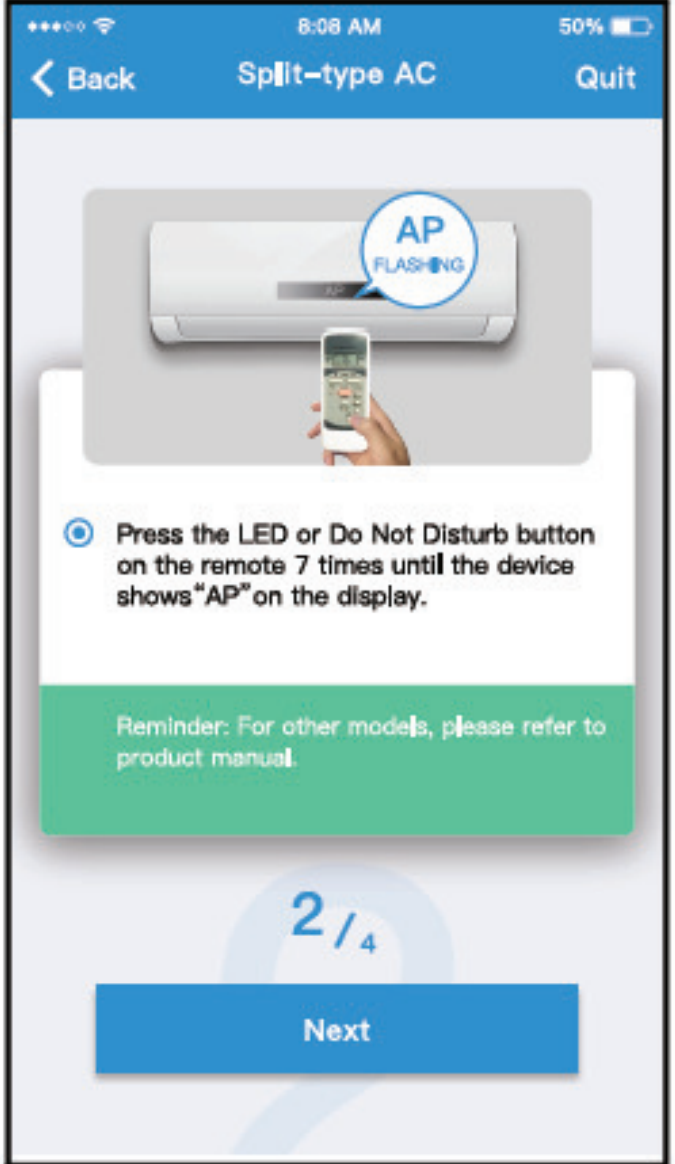 8:08 AM
50%
Back
Split-type AC
Quit
AP
FLASHING
AP
Press the LED or Do Not Disturb button
on the remote 7 times until the device
shows“AP”on the display.
Reminder: For other models, please refer to
product manual.
2/4
Next